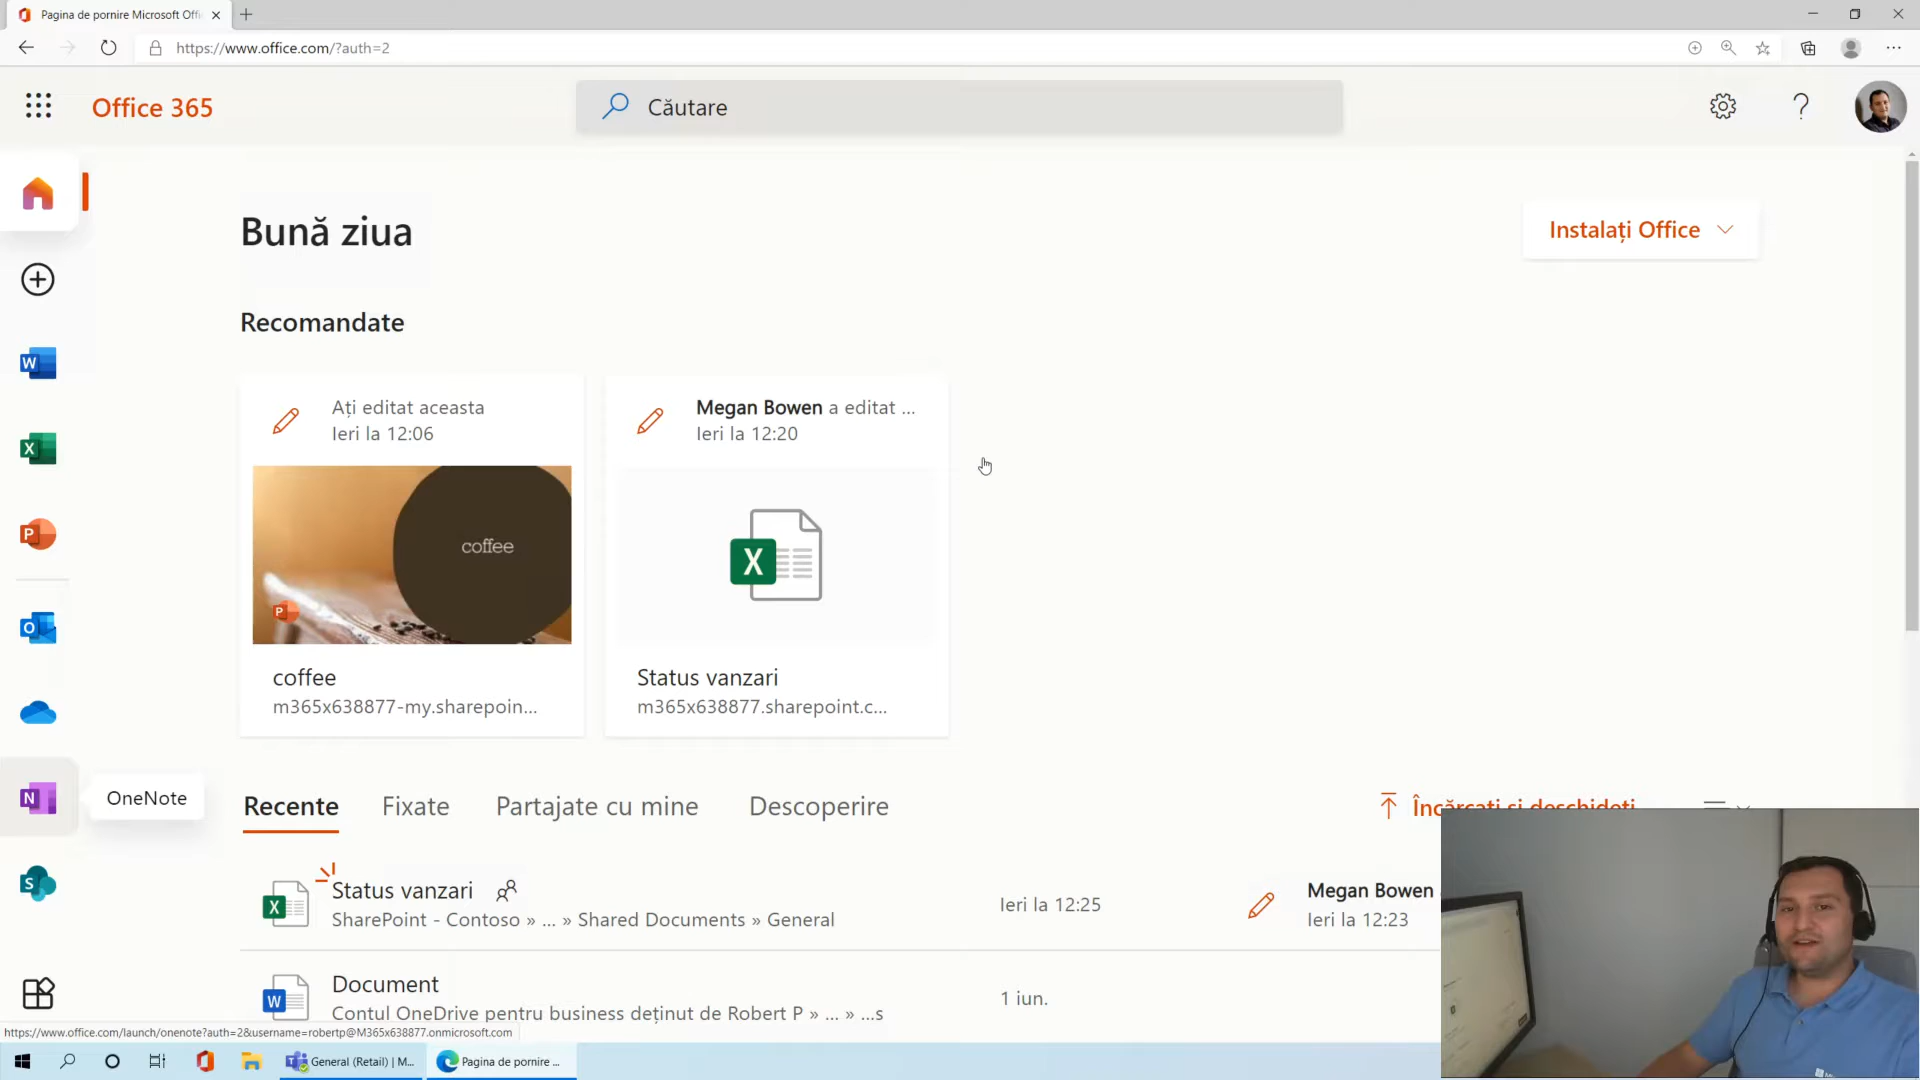 Pagina de pornire Microsoft Offi
https://www.office.com/?auth=2
Office 365
Căutare
Bună ziua
Instalați Office
Recomandate
Ați editat aceasta
Ieri la 12:06
Megan Bowen a editat ...
Ieri la 12:20
coffee
P
X
coffee
m365x638877-my.sharepoin...
Status vanzari
m365x638877.sharepoint.c...
W
X
P
O
N
OneNote
S
Recente
Fixate
Partajate cu mine
Descoperire
Încărcați și deschideți
X
Status vanzari
SharePoint - Contoso » ... » Shared Documents » General
Ieri la 12:25
Megan Bowen
Ieri la 12:23
W
Document
Contul OneDrive pentru business deținut de Robert P » ... » ...s
1 iun.
https://www.office.com/launch/onenote?auth=2&username=robertp@M365x638877.onmicrosoft.com
General (Retail) | M...
Pagina de pornire ...